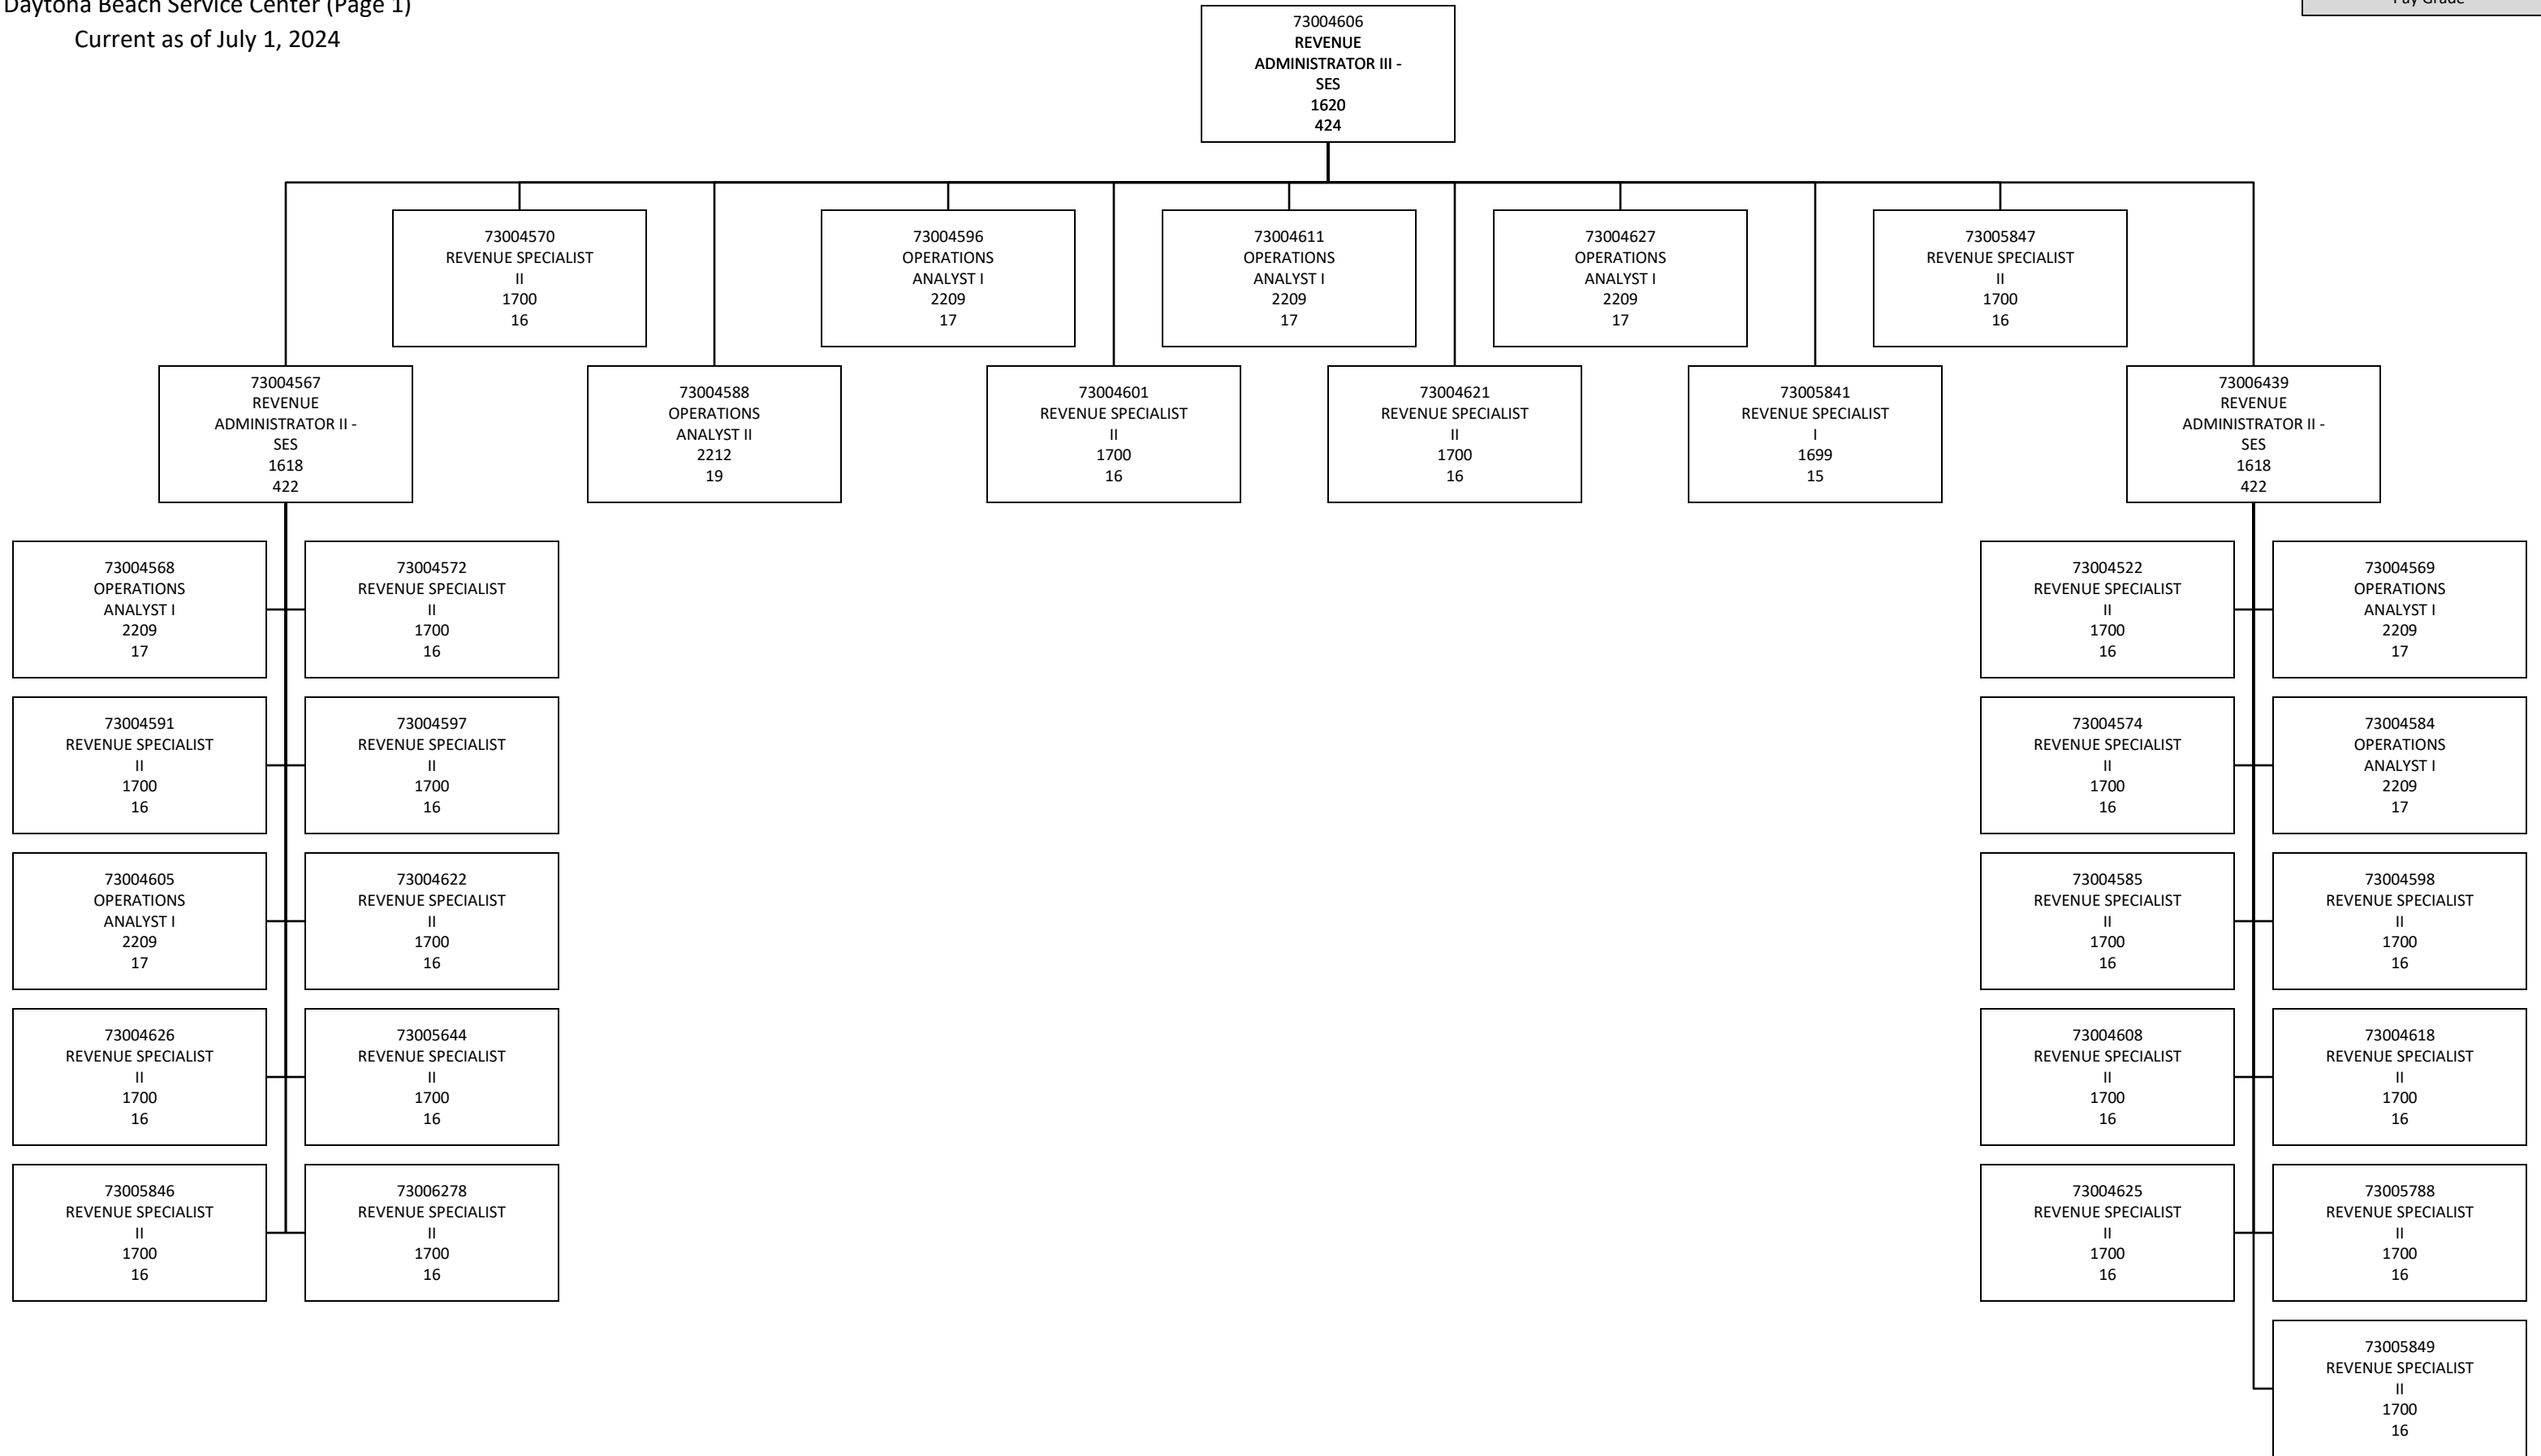 Daytona Beach Service Center (Page 1)
Current as of July 1, 2024
Pay Grade
73004606
REVENUE
ADMINISTRATOR III -
SES
1620
424
73004570
REVENUE SPECIALIST
II
1700
16
73004596
OPERATIONS
ANALYST I
2209
17
73004611
OPERATIONS
ANALYST I
2209
17
73004627
OPERATIONS
ANALYST I
2209
17
73005847
REVENUE SPECIALIST
II
1700
16
73004567
REVENUE
ADMINISTRATOR II -
SES
1618
422
73004588
OPERATIONS
ANALYST II
2212
19
73004601
REVENUE SPECIALIST
II
1700
16
73004621
REVENUE SPECIALIST
II
1700
16
73005841
REVENUE SPECIALIST
I
1699
15
73006439
REVENUE
ADMINISTRATOR II -
SES
1618
422
73004568
OPERATIONS
ANALYST I
2209
17
73004572
REVENUE SPECIALIST
II
1700
16
73004522
REVENUE SPECIALIST
II
1700
16
73004569
OPERATIONS
ANALYST I
2209
17
73004591
REVENUE SPECIALIST
II
1700
16
73004597
REVENUE SPECIALIST
II
1700
16
73004574
REVENUE SPECIALIST
II
1700
16
73004584
OPERATIONS
ANALYST I
2209
17
73004605
OPERATIONS
ANALYST I
2209
17
73004622
REVENUE SPECIALIST
II
1700
16
73004585
REVENUE SPECIALIST
II
1700
16
73004598
REVENUE SPECIALIST
II
1700
16
73004626
REVENUE SPECIALIST
II
1700
16
73005644
REVENUE SPECIALIST
II
1700
16
73004608
REVENUE SPECIALIST
II
1700
16
73004618
REVENUE SPECIALIST
II
1700
16
73005846
REVENUE SPECIALIST
II
1700
16
73006278
REVENUE SPECIALIST
II
1700
16
73004625
REVENUE SPECIALIST
II
1700
16
73005788
REVENUE SPECIALIST
II
1700
16
73005849
REVENUE SPECIALIST
II
1700
16